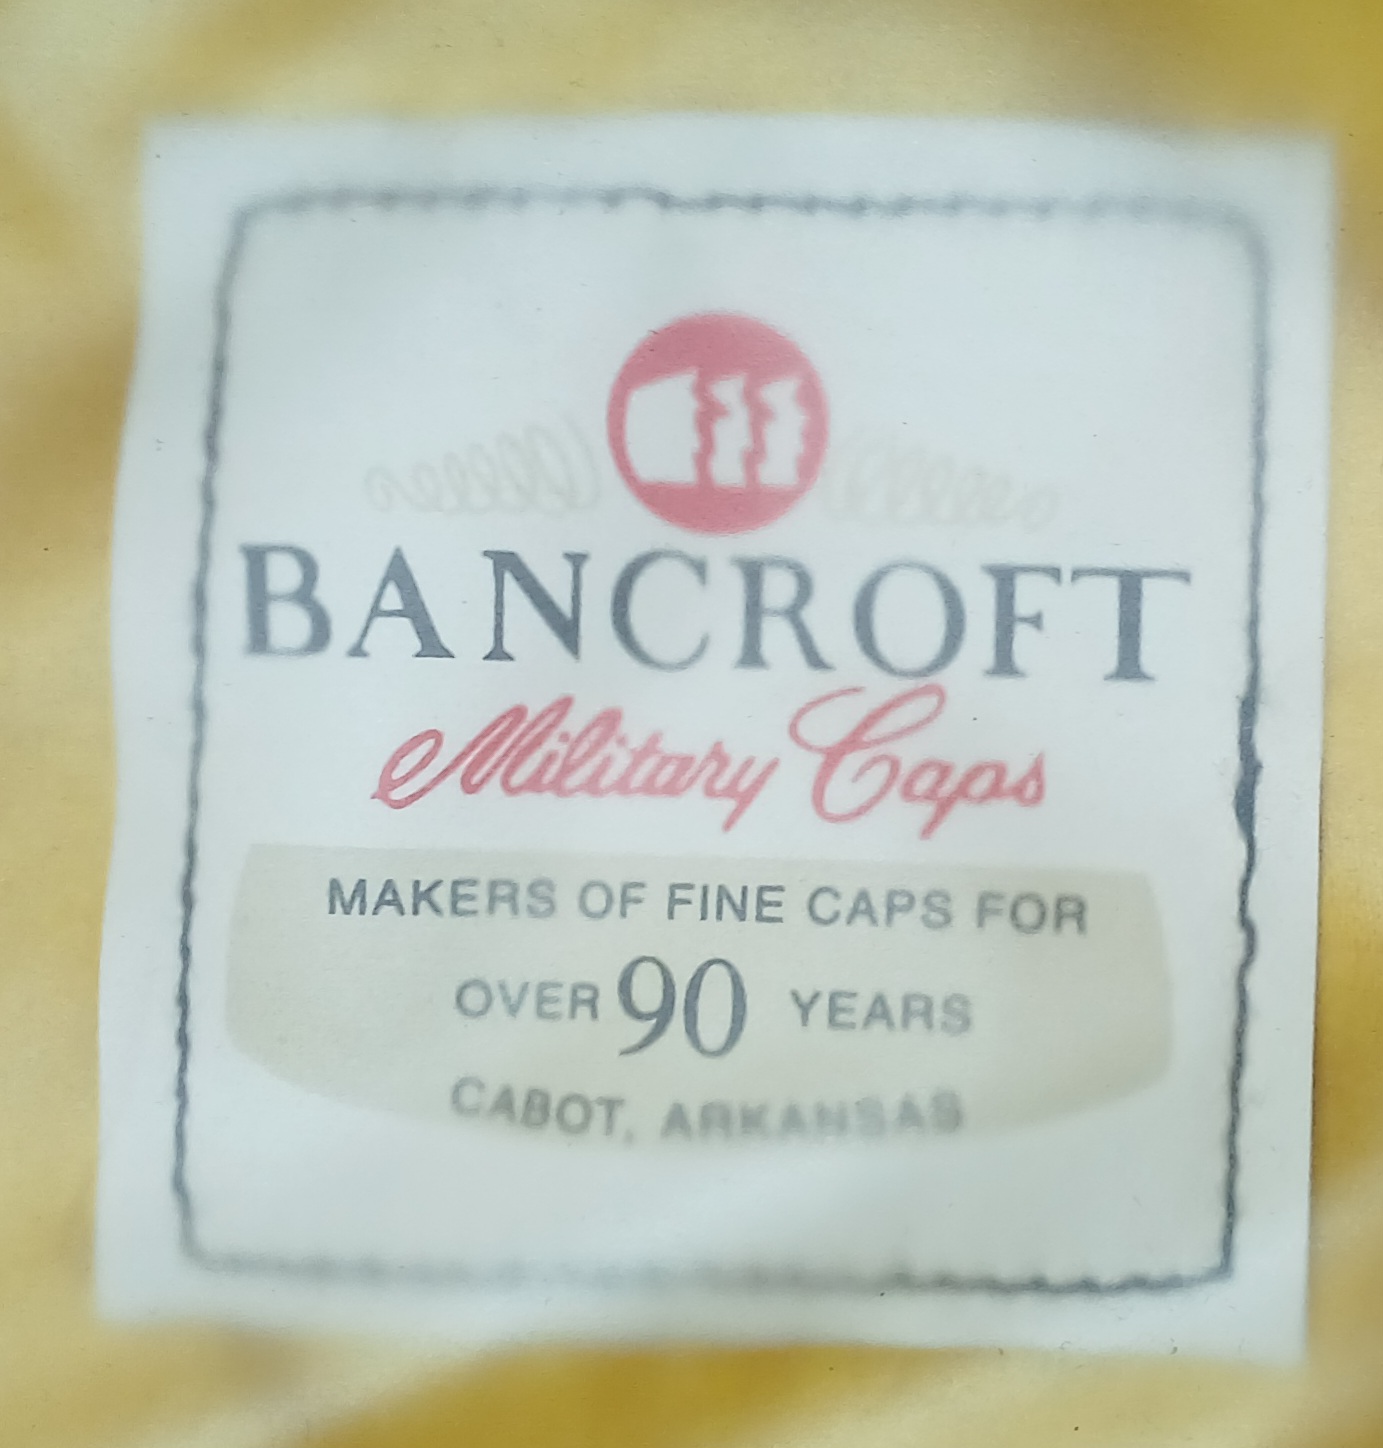 BANCROFT
Military Caps
MAKERS OF FINE CAPS FOR
OVER 90 YEARS
CABOT, ARKANSAS